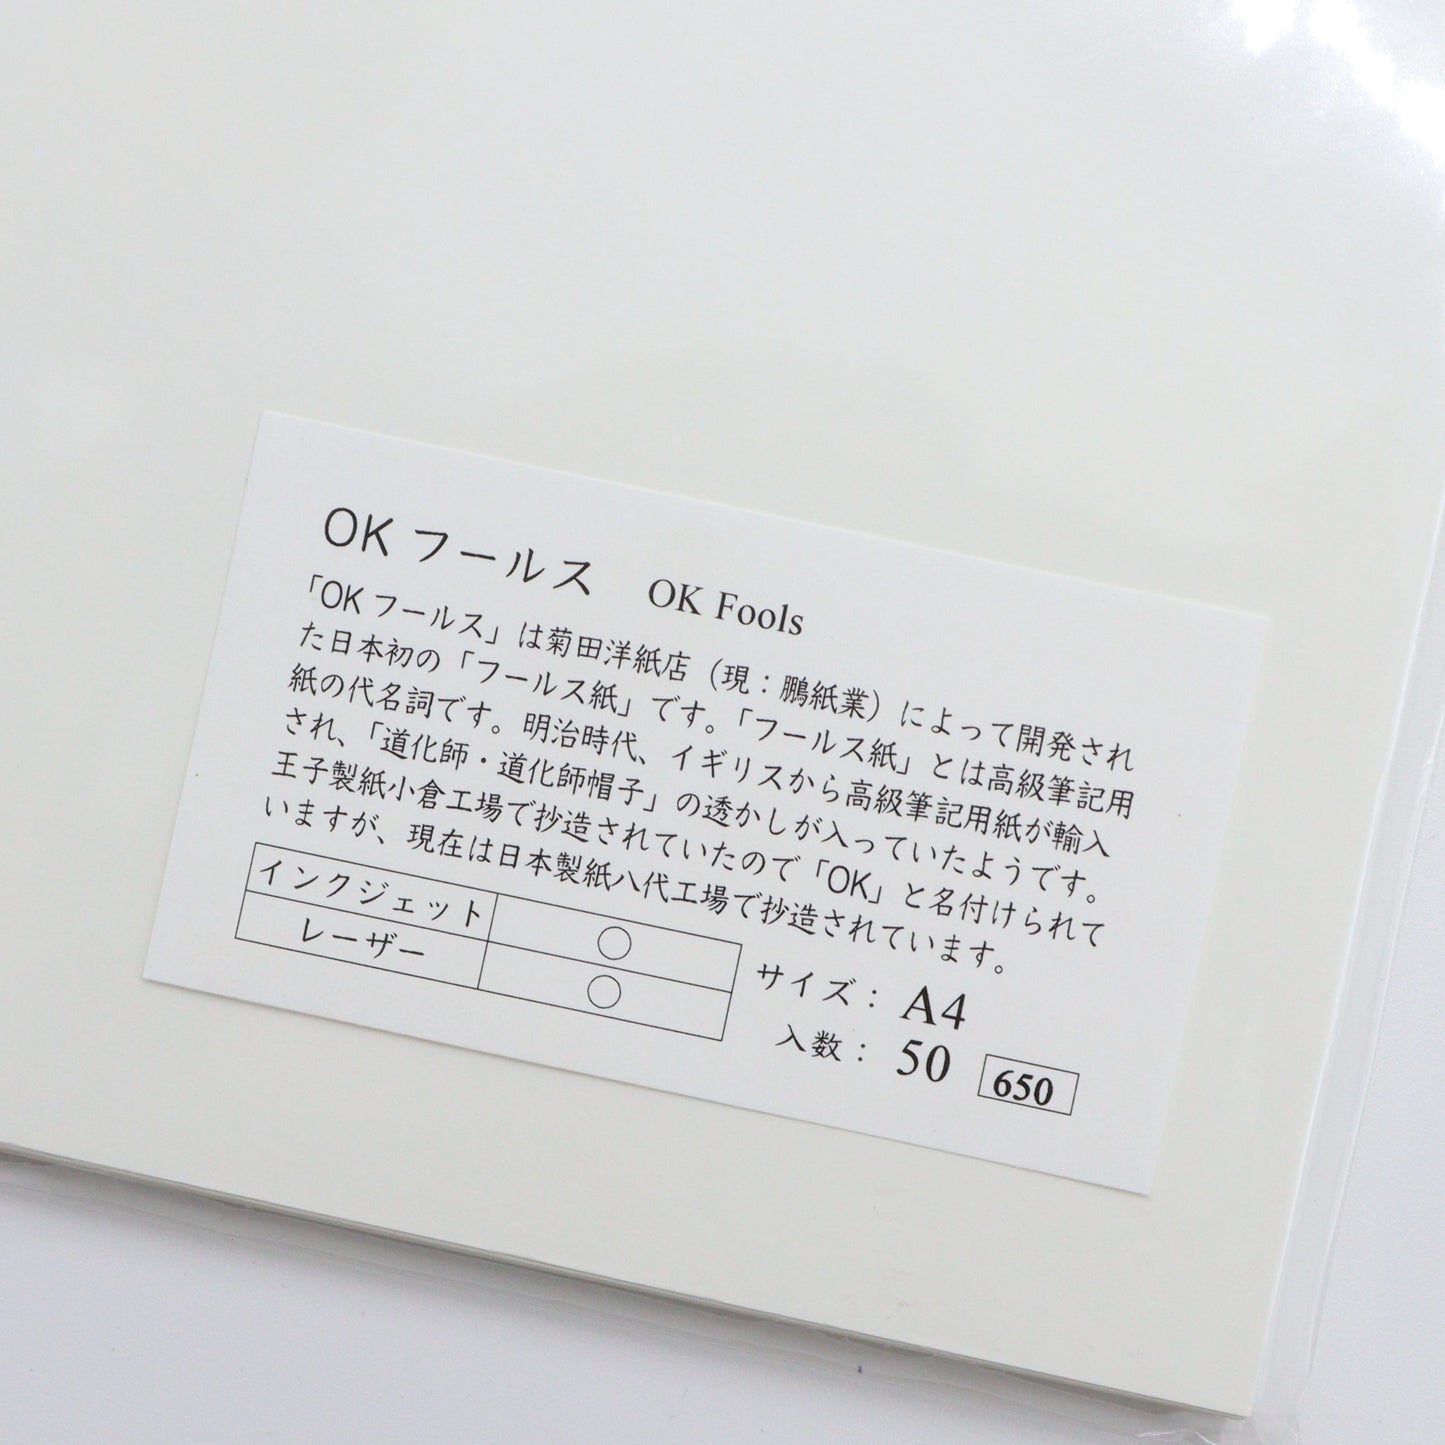 OK フールス OK Fools
「OK フールス」は菊田洋紙店（現：鵬紙業）によって開発され
た日本初の「フールス紙」です。「フールス紙」とは高級筆記用
紙の代名詞です。明治時代、イギリスから高級筆記用紙が輸入
され、「道化師・道化師帽子」の透かしが入っていたようです。
王子製紙小倉工場で抄造されていたので「OK」と名付けられて
いますが、現在は日本製紙八代工場で抄造されています。
インクジェット ○
レーザー ○
サイズ： A4
入数： 50 650